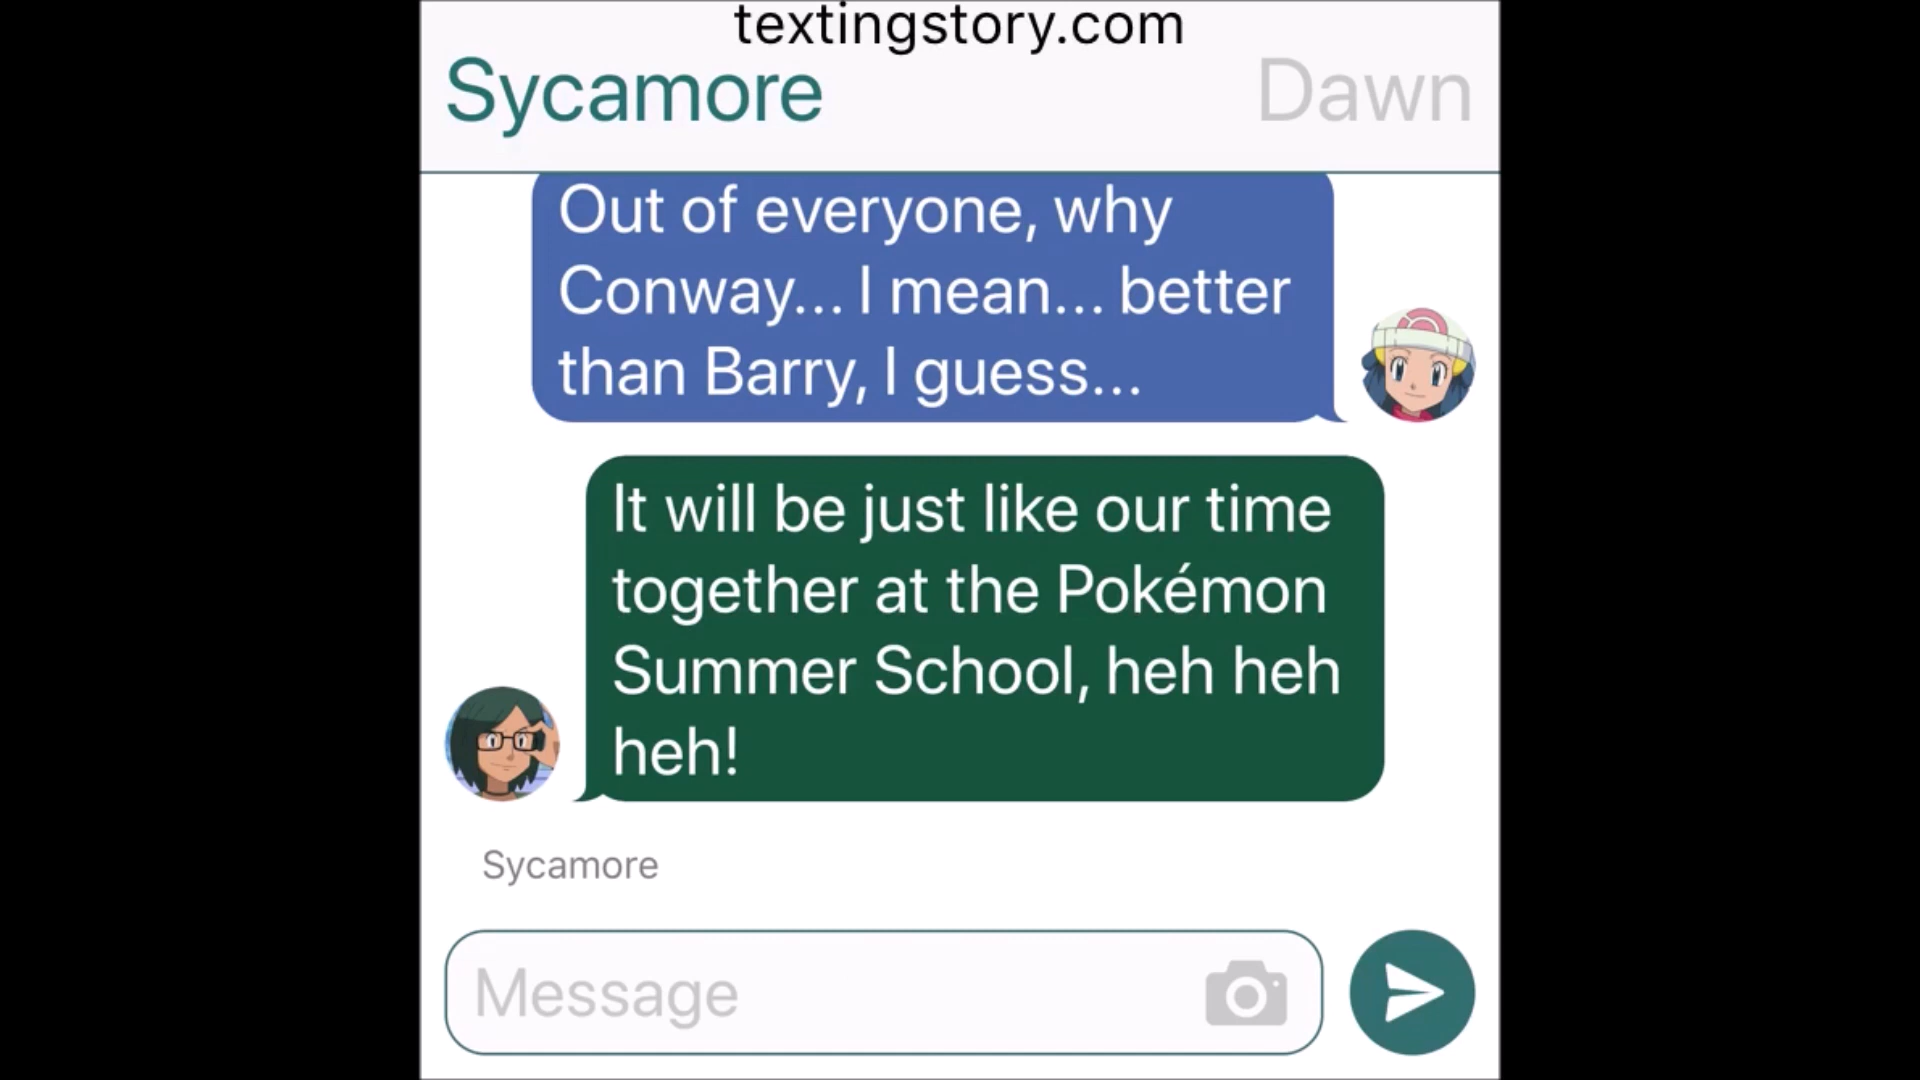 textingstory.com
Sycamore
Dawn
Out of everyone, why
Conway... I mean... better
than Barry, I guess...
It will be just like our time
together at the Pokémon
Summer School, heh heh
heh!
Sycamore
Message